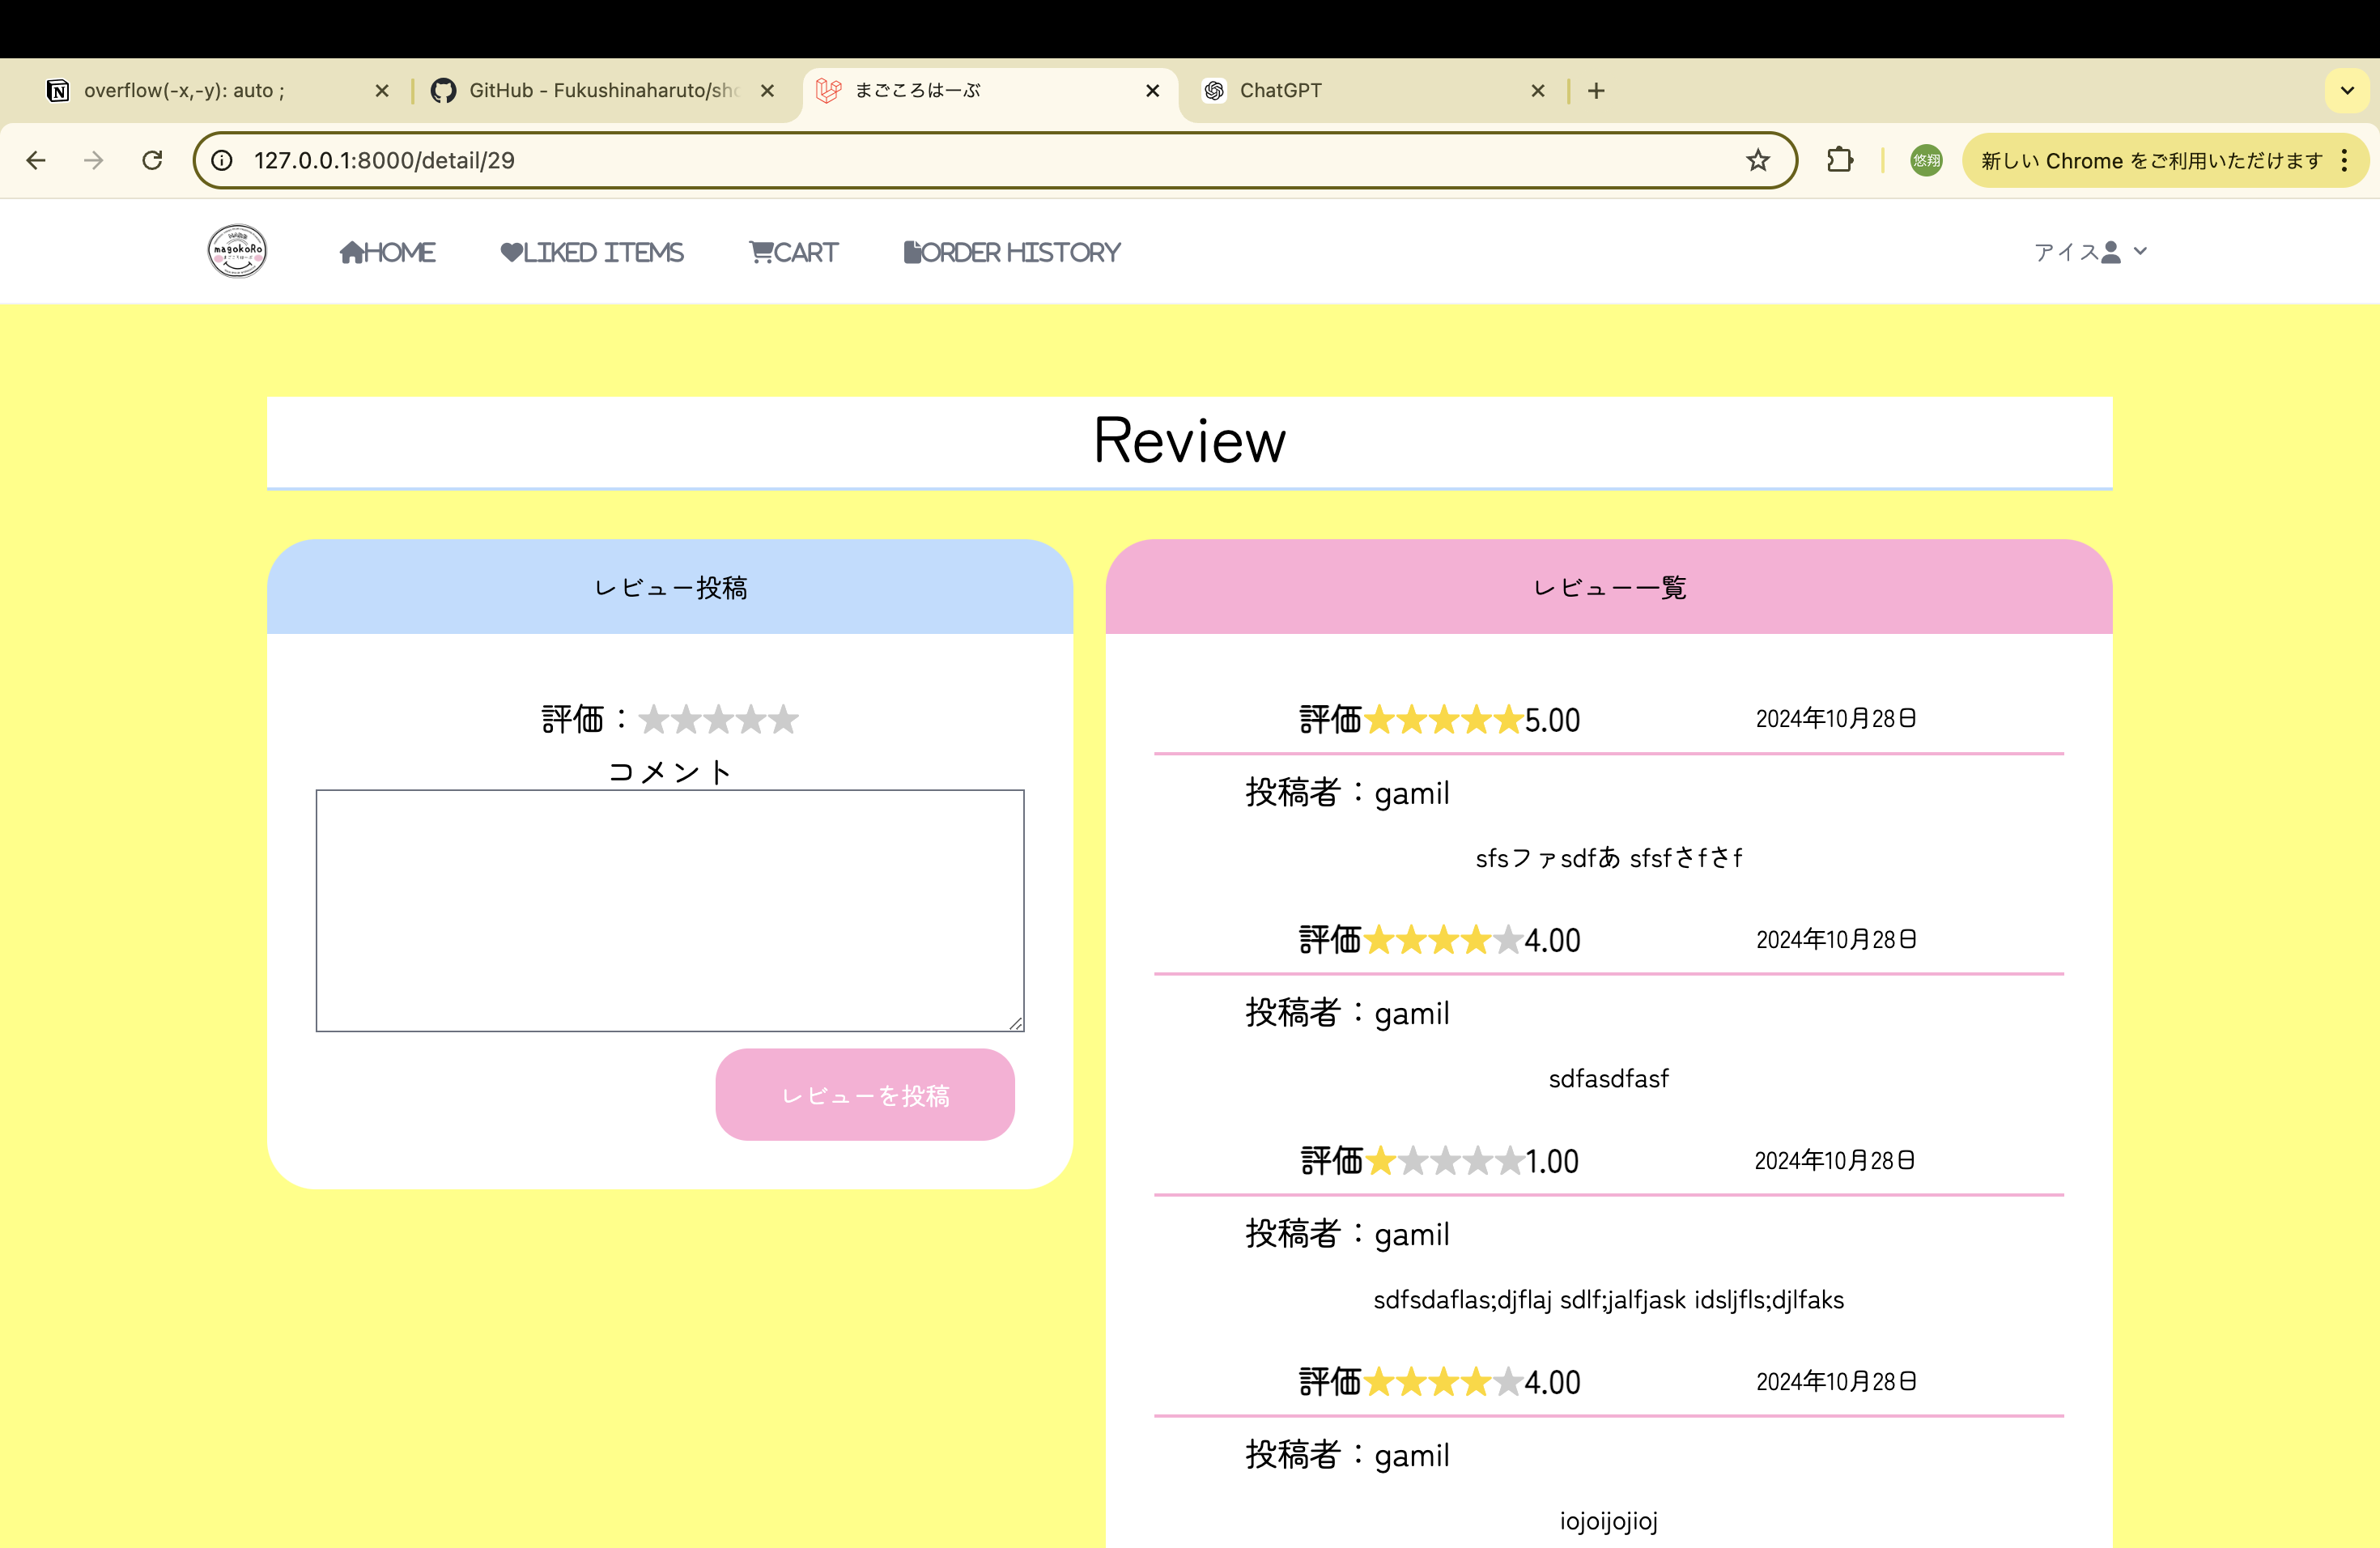 overflow(-x,-y): auto ;
GitHub - Fukushinaharuto/sho
まごころはーぶ
ChatGPT
127.0.0.1:8000/detail/29
悠翔
新しい Chrome をご利用いただけます
magokoRo
まごころはーぶ
HOME
LIKED ITEMS
CART
ORDER HISTORY
アイス
Review
レビュー投稿
評価：★★★★★
コメント
レビューを投稿
レビュー一覧
評価★★★★★5.00 2024年10月28日
投稿者：gamil
sfsファsdfあ sfsfさfさf
評価★★★★★4.00 2024年10月28日
投稿者：gamil
sdfasdfasf
評価★★★★★1.00 2024年10月28日
投稿者：gamil
sdfsdaflas;djflaj sdlf;jalfjask idsljfls;djlfaks
評価★★★★★4.00 2024年10月28日
投稿者：gamil
iojoijojioj